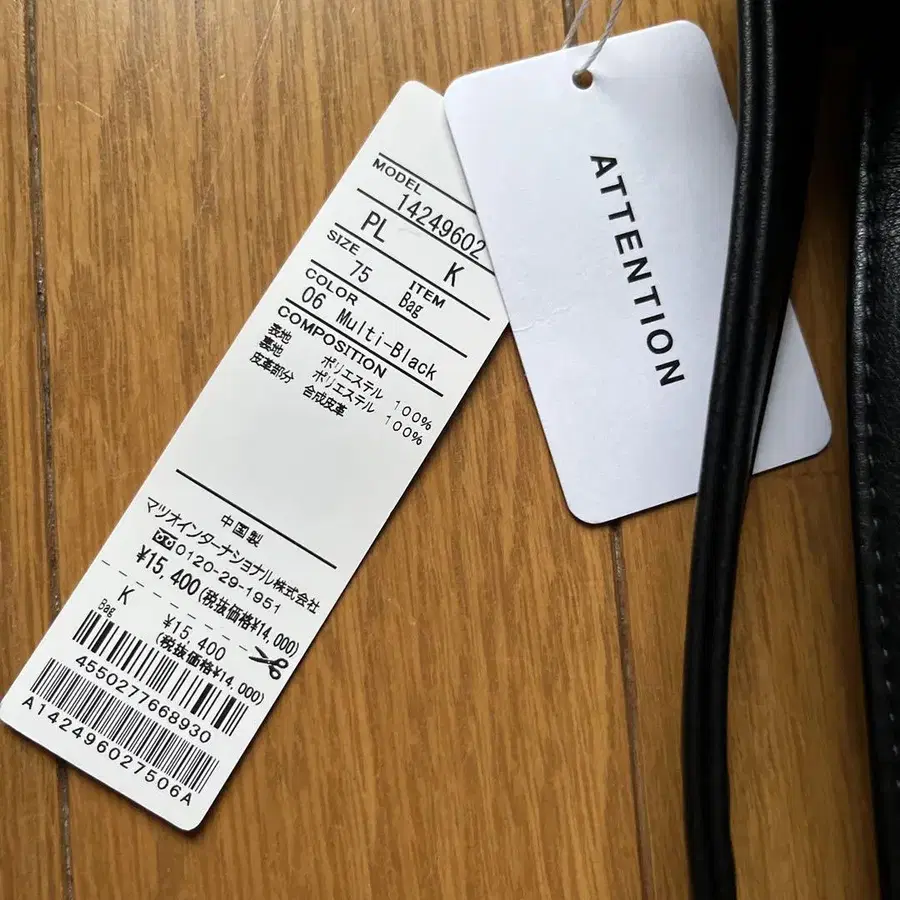 MODEL
14249602
PL K
SIZE ITEM
75 Bag
COLOR
06 Multi-Black
COMPOSITION
表地 ポリエステル 100%
裏地 ポリエステル 100%
皮革部分 合成皮革
中国製
マツオインターナショナル株式会社
0120-29-1951
¥15,400(税抜価格¥14,000)
K
Bag ¥15,400
(税抜価格¥14,000)
4550277668930
A142496027506A
ATTENTION